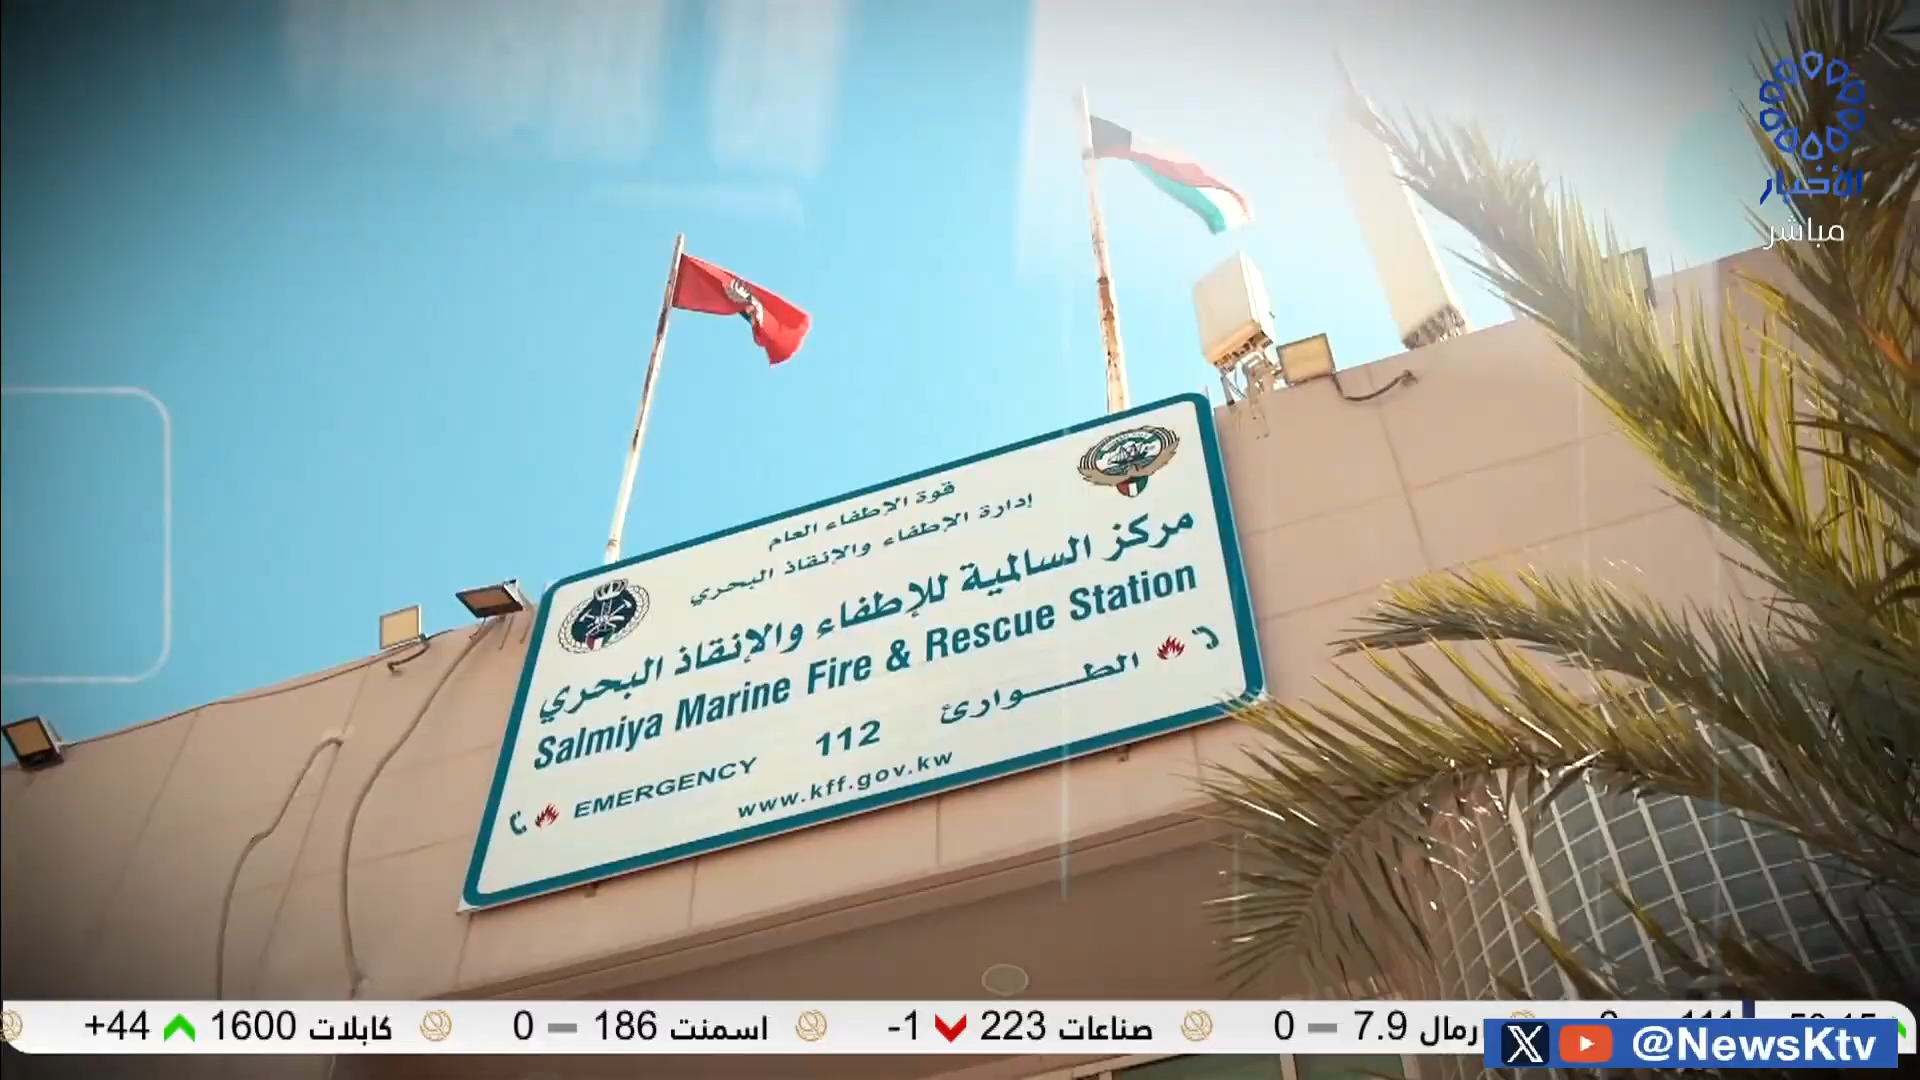 الأخبار
مباشر
قوة الإطفاء العام
إدارة الإطفاء والإنقاذ البحري
مركز السالمية للإطفاء والإنقاذ البحري
Salmiya Marine Fire & Rescue Station
EMERGENCY 112 الطـــوارئ
www.kff.gov.kw
رمال 7.9 0 صناعات 223 -1 اسمنت 186 0 كابلات 1600 +44
@NewsKtv